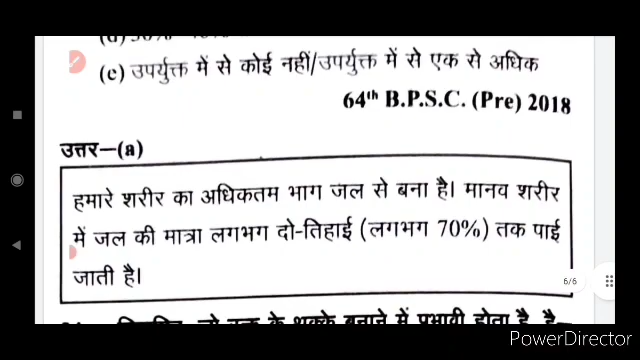 (e) उपर्युक्त में से कोई नहीं/उपर्युक्त में से एक से अधिक
64th B.P.S.C. (Pre) 2018
उत्तर—(a)
हमारे शरीर का अधिकतम भाग जल से बना है। मानव शरीर
में जल की मात्रा लगभग दो-तिहाई (लगभग 70%) तक पाई
जाती है।
6/6
PowerDirector